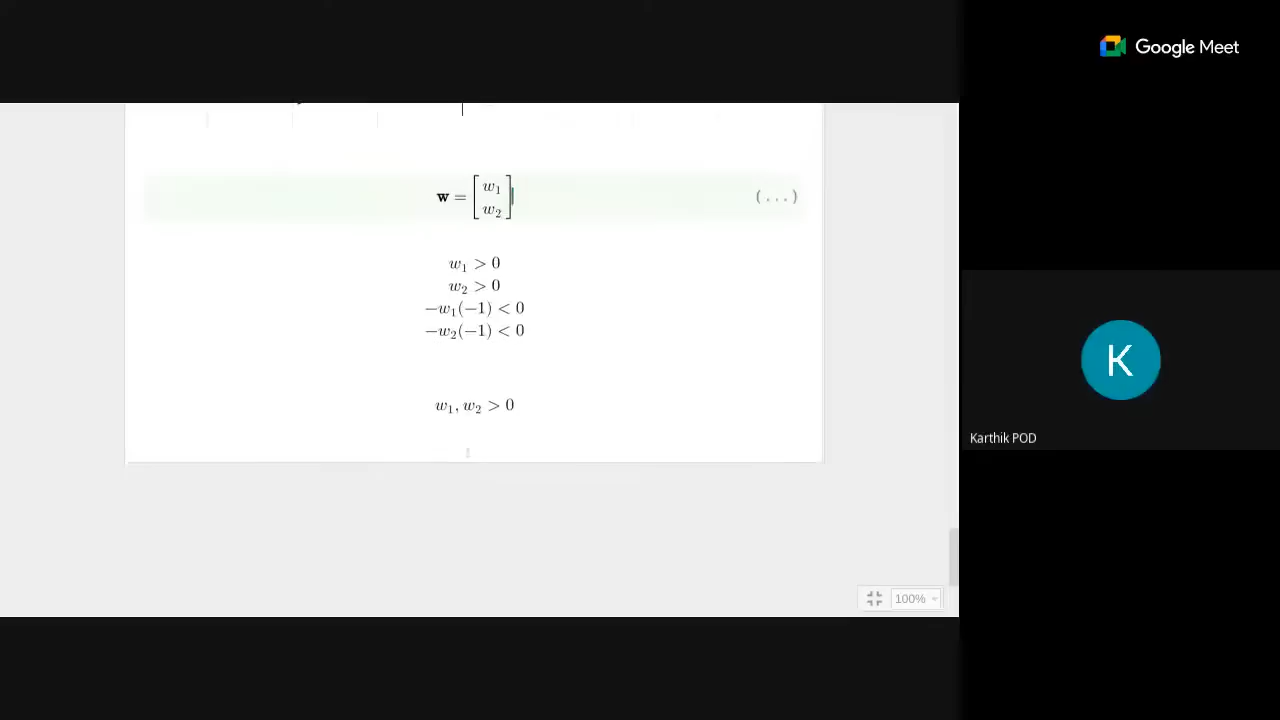 Google Meet
w = [w₁ w₂]
(...)
w₁ > 0
w₂ > 0
−w₁(−1) < 0
−w₂(−1) < 0
w₁, w₂ > 0
K
Karthik POD
100%